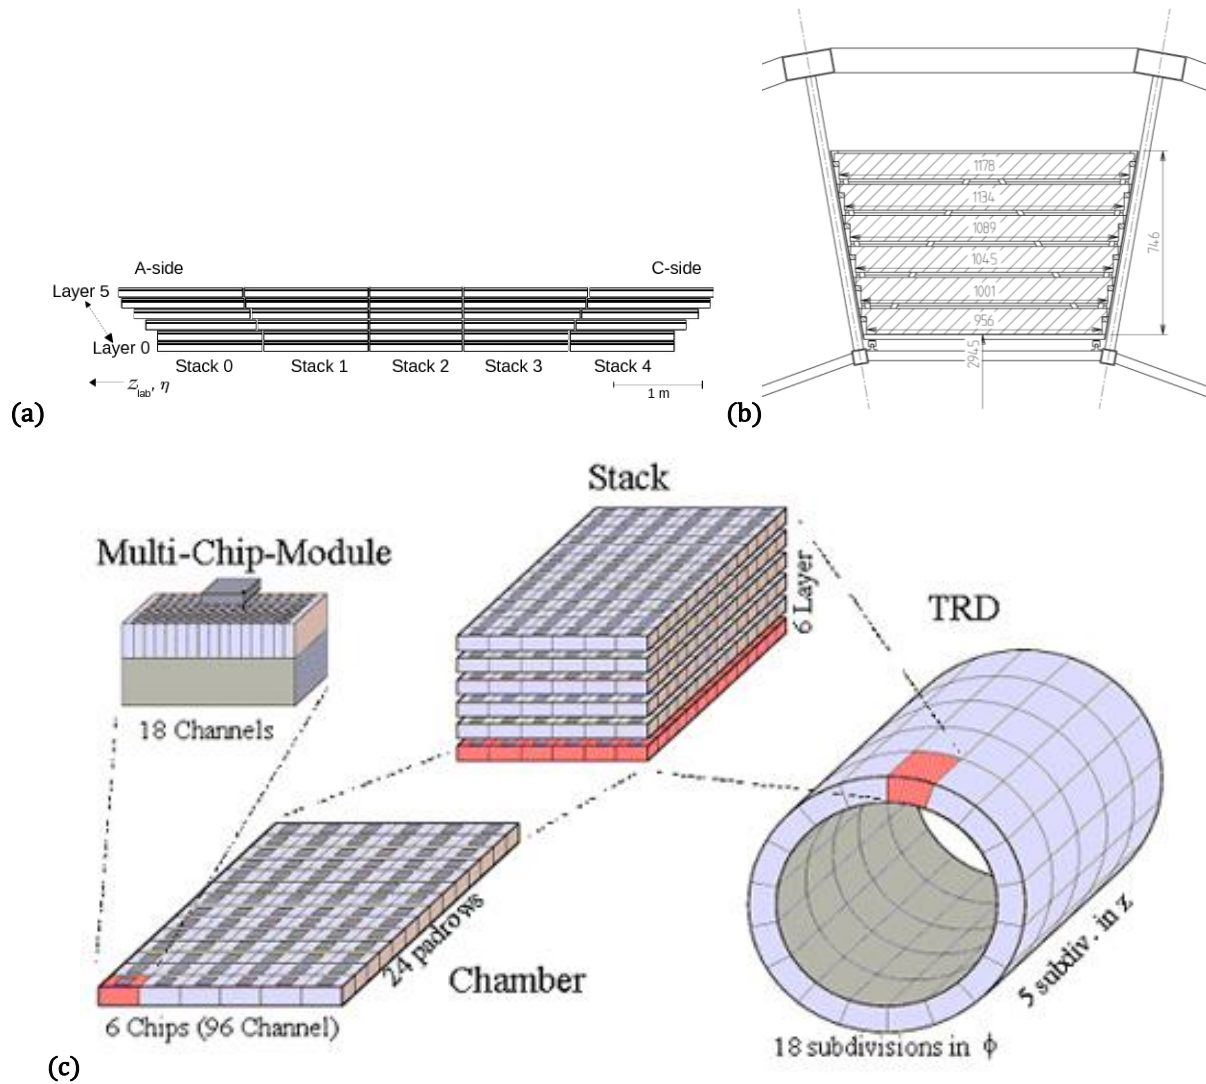 A-side
C-side
Layer 5
Layer 0
Stack 0
Stack 1
Stack 2
Stack 3
Stack 4
z lab, η
1 m
(a)
1178
1134
1089
1045
1001
956
746
2945
(b)
Stack
Multi-Chip-Module
6 Layer
TRD
18 Channels
24 padrows
Chamber
5 subdiv. in z
6 Chips (96 Channel)
18 subdivisions in ϕ
(c)